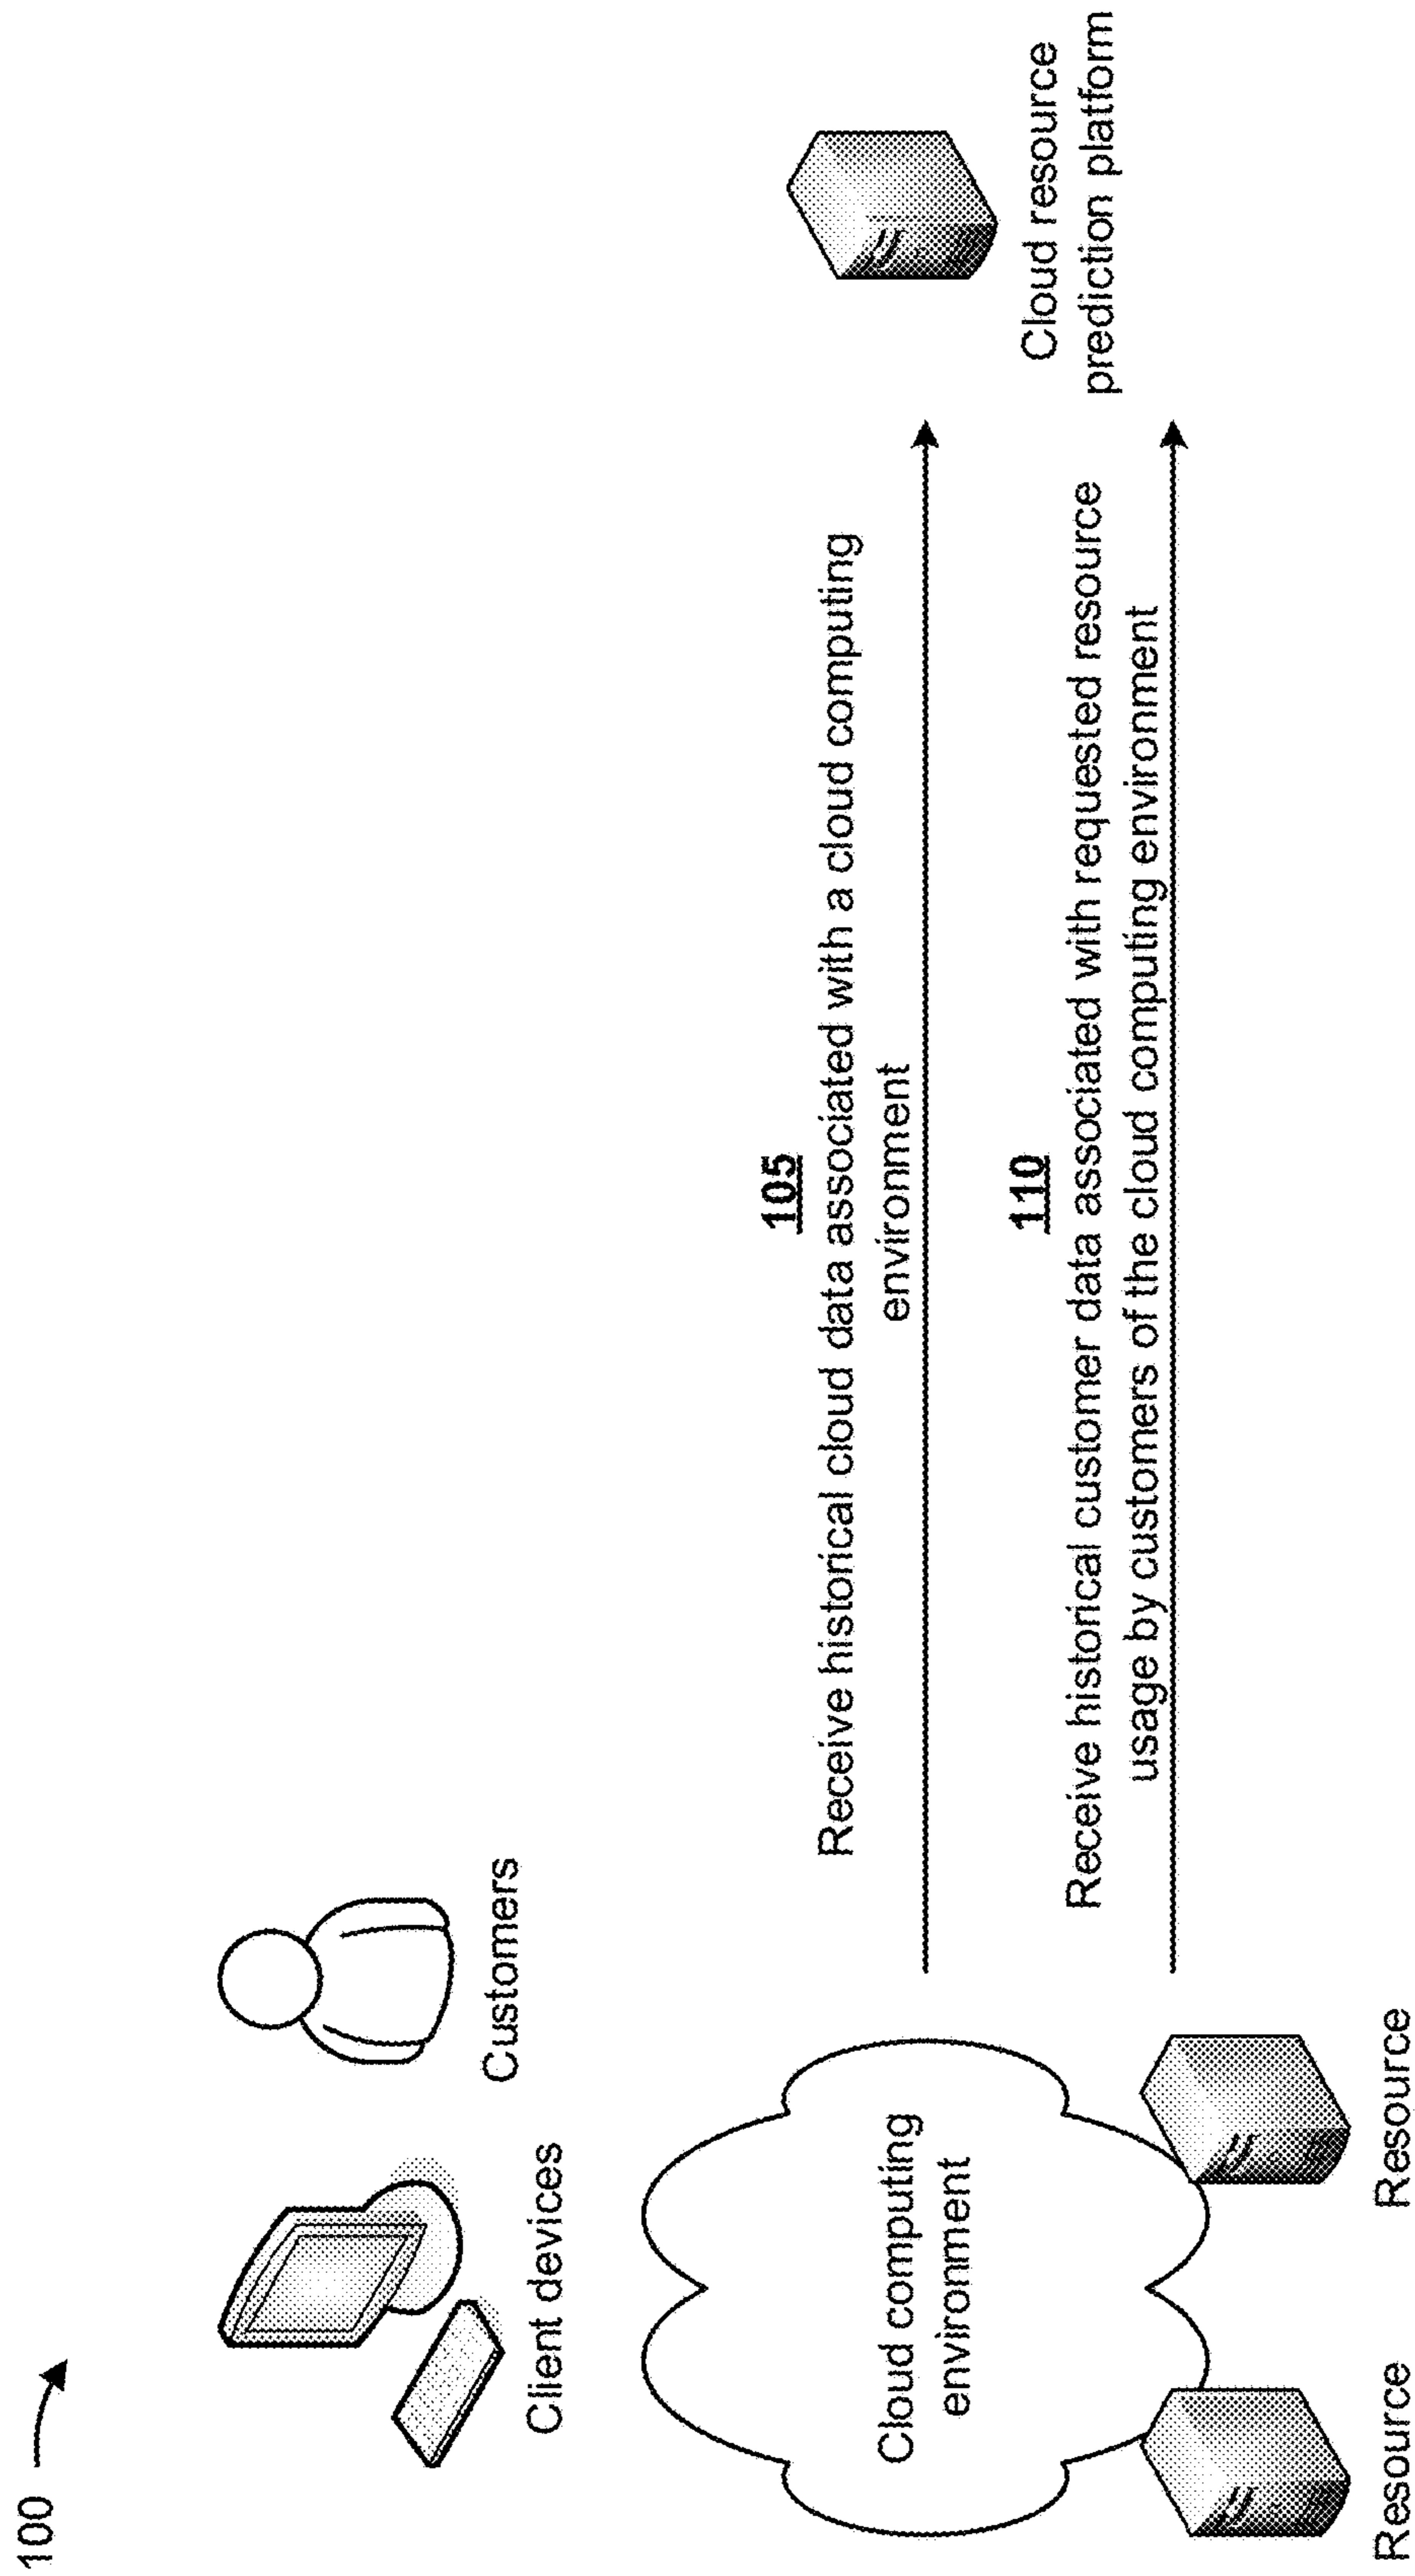 100
Client devices
Customers
Cloud computing
environment
Resource
Resource
105
Receive historical cloud data associated with a cloud computing
environment
110
Receive historical customer data associated with requested resource
usage by customers of the cloud computing environment
Cloud resource
prediction platform